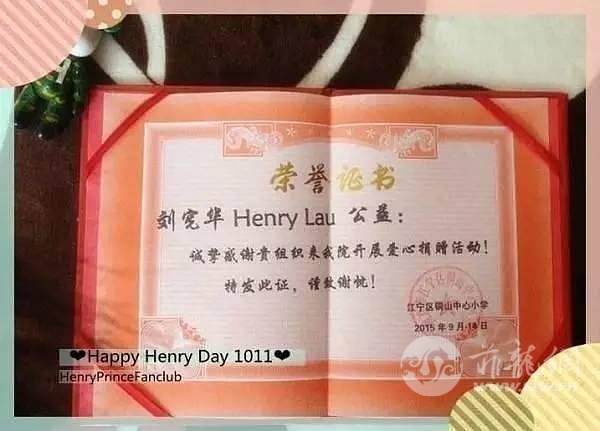 荣誉证书
刘宪华 Henry Lau 公益:
诚挚感谢贵组织来我院开展爱心捐赠活动!
特发此证,谨致谢忱!
江宁区铜山中心小学
2015年9月18日
❤Happy Henry Day 1011❤
HenryPrinceFanclub
菲龙网